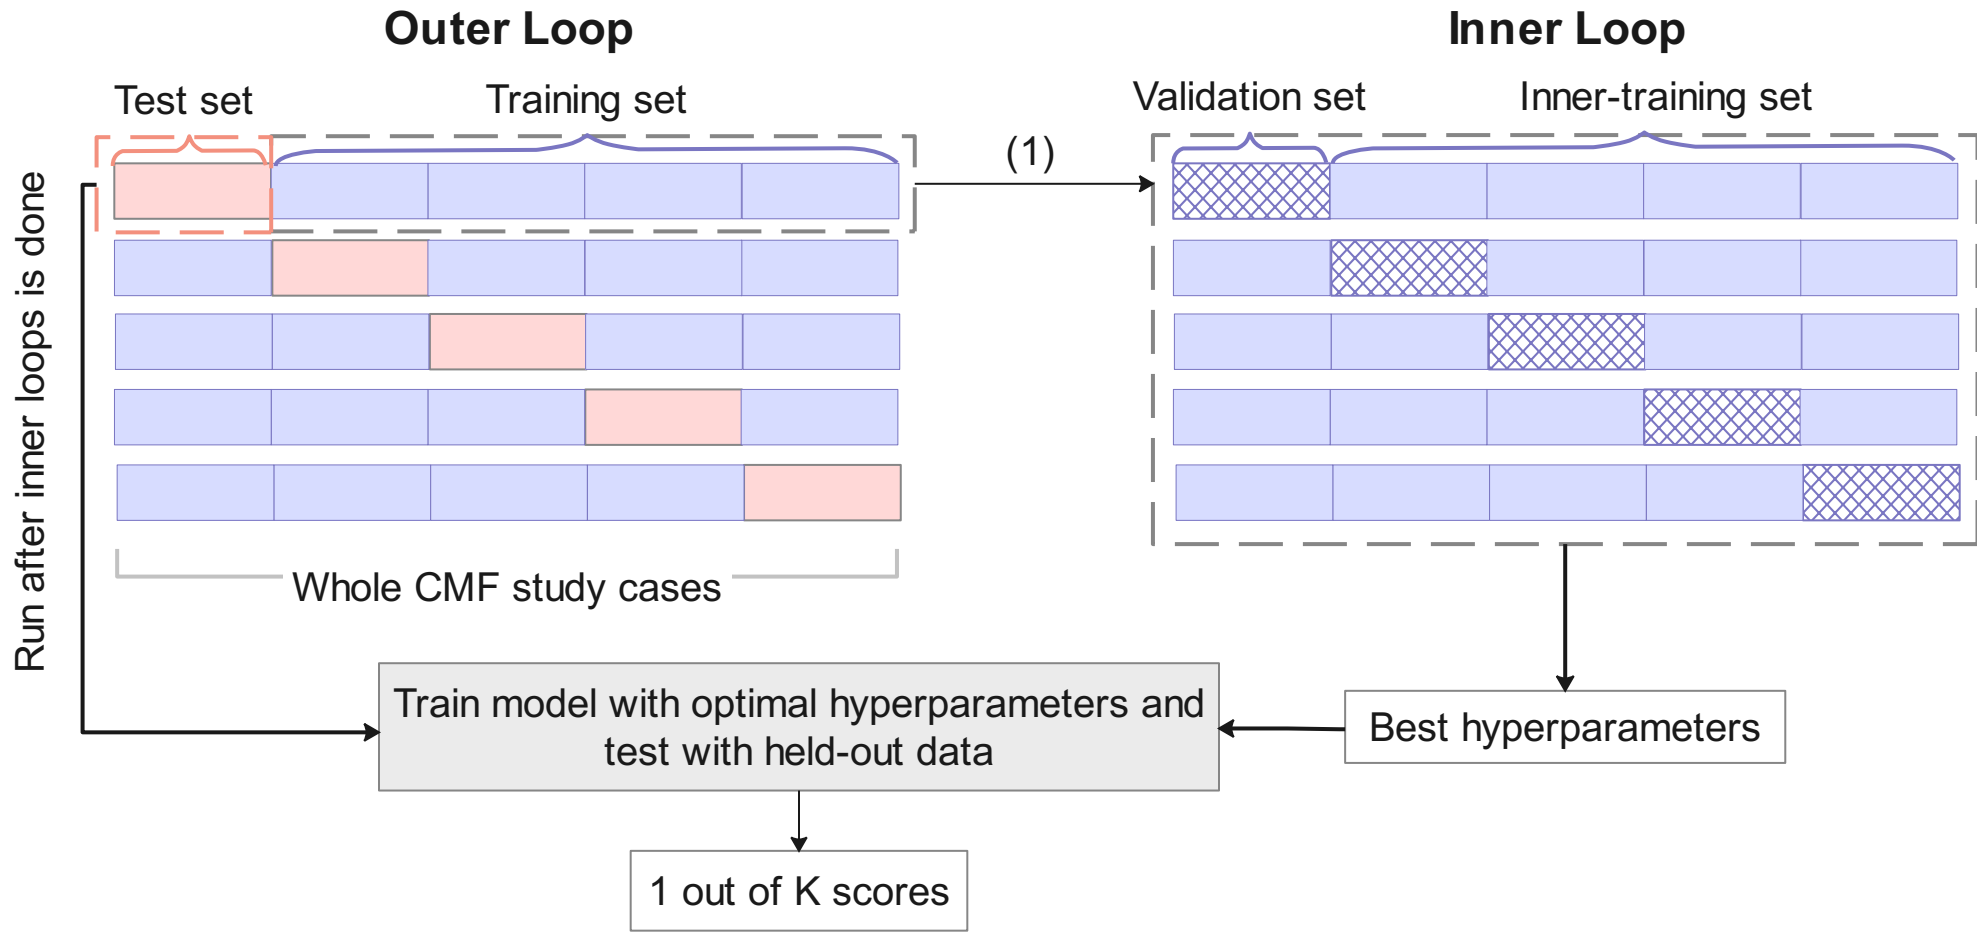 Outer Loop
Inner Loop
Test set
Training set
Validation set
Inner-training set
(1)
Run after inner loops is done
Whole CMF study cases
Train model with optimal hyperparameters and
test with held-out data
Best hyperparameters
1 out of K scores